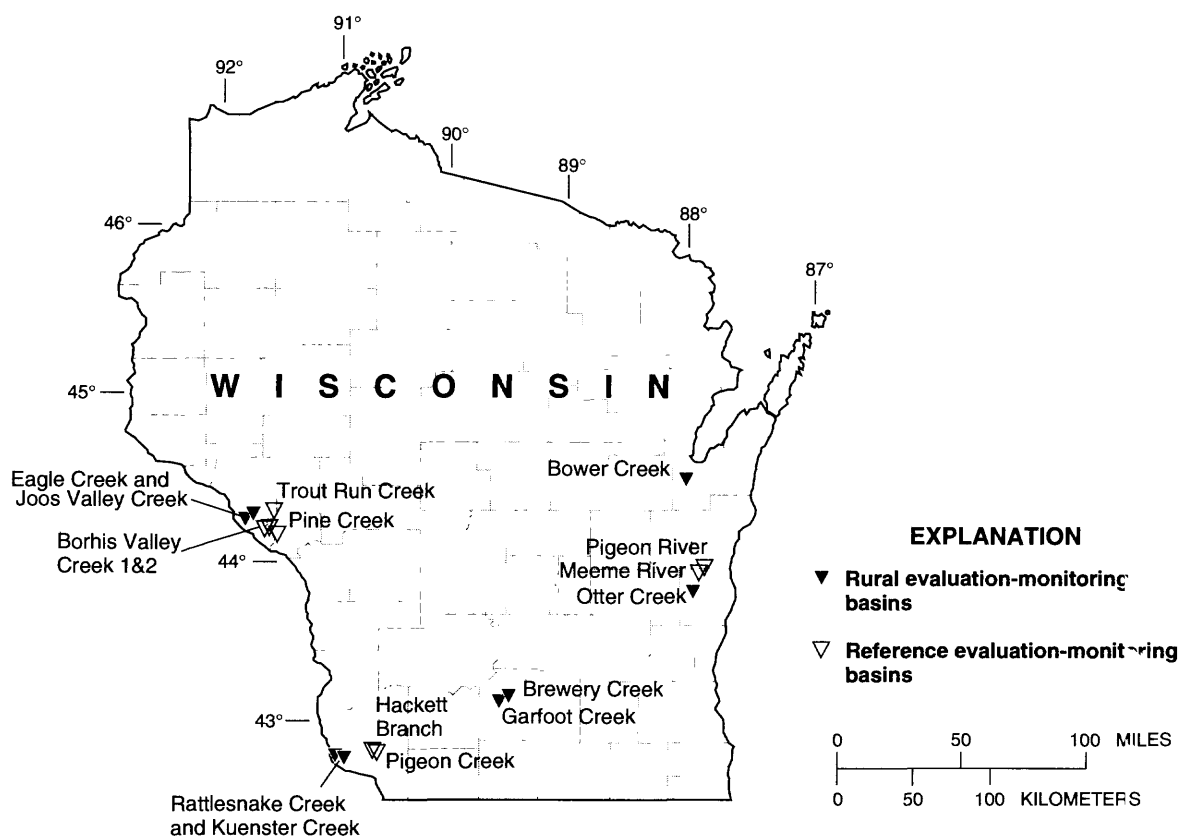 91°
92°
90°
89°
88°
87°
46°
45°
WISCONSIN
Bower Creek
Eagle Creek and
Joos Valley Creek
Trout Run Creek
Pine Creek
Borhis Valley
Creek 1&2
44°
Pigeon River
Meeme River
Otter Creek
EXPLANATION
Rural evaluation-monitoring
basins
Reference evaluation-monitoring
basins
Brewery Creek
Garfoot Creek
Hackett
Branch
43°
Pigeon Creek
Rattlesnake Creek
and Kuenster Creek
0 50 100 MILES
0 50 100 KILOMETERS